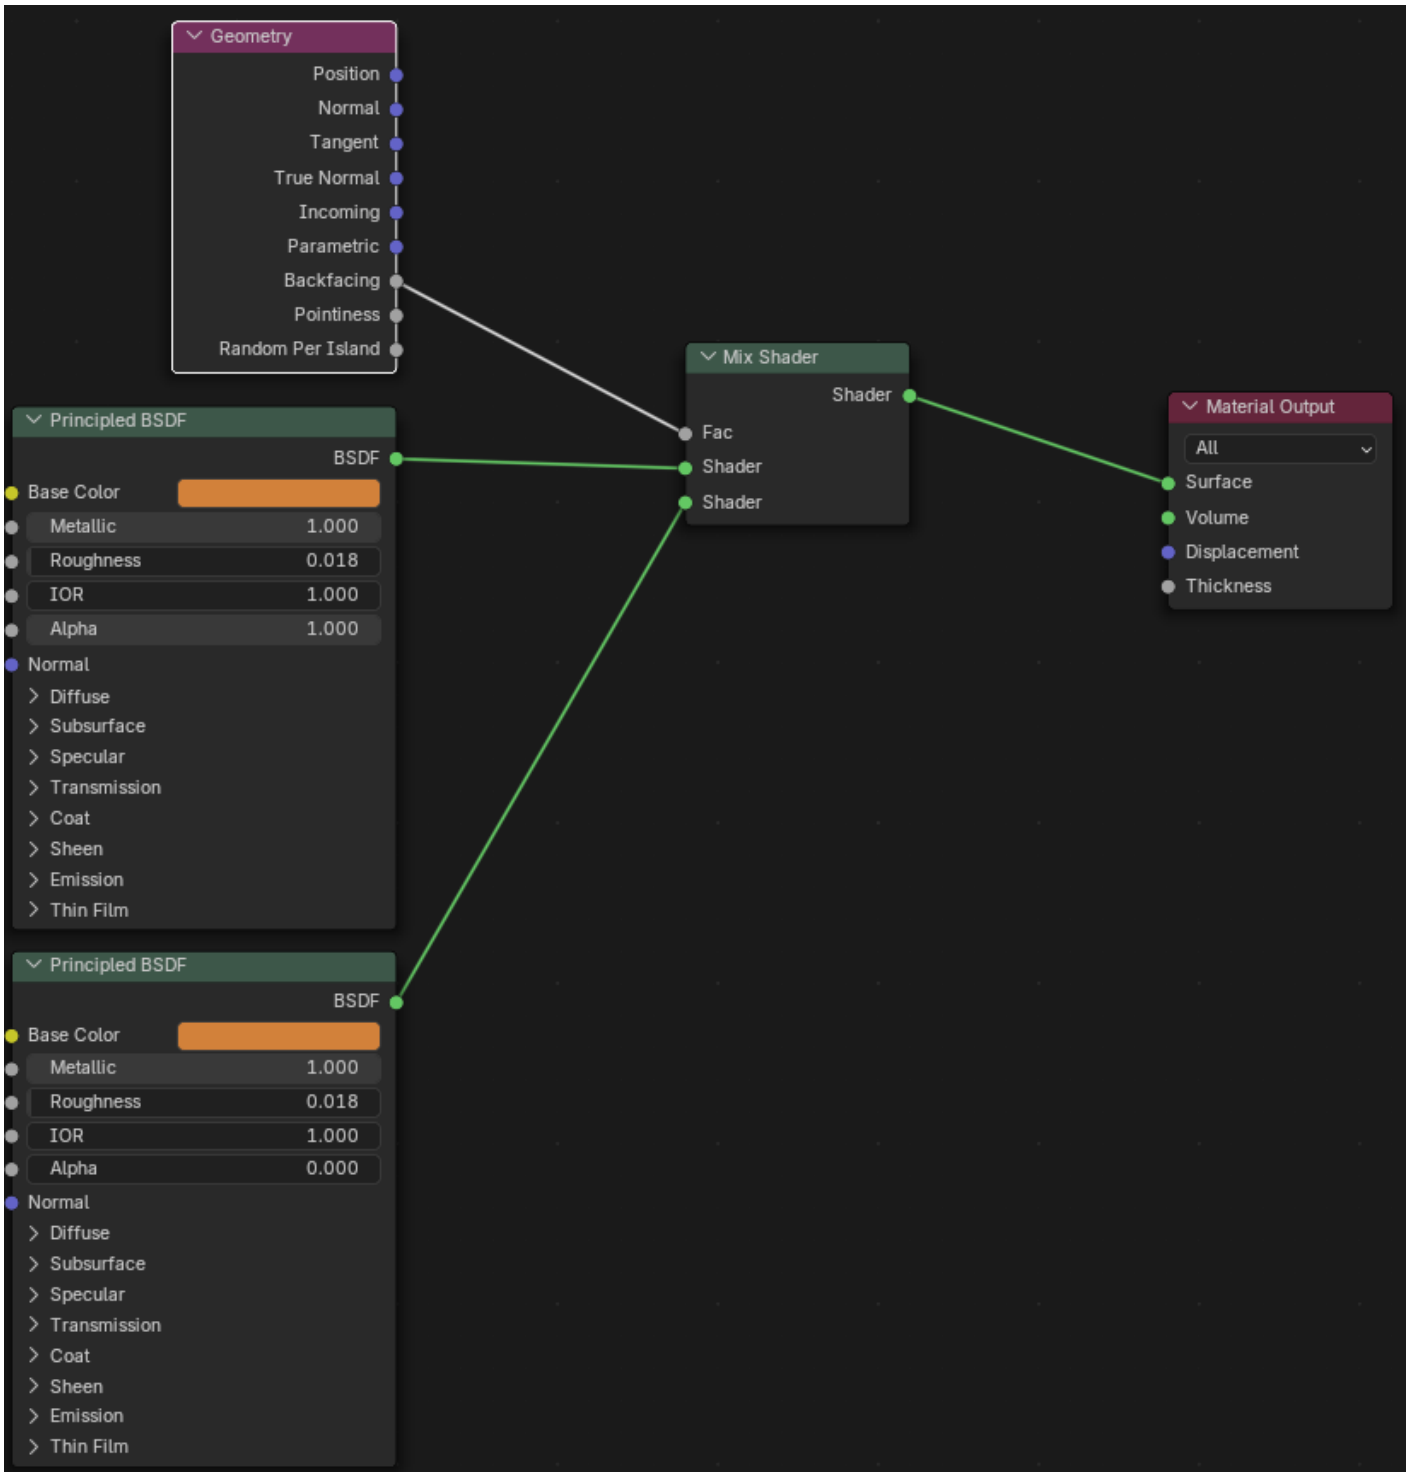 Geometry
Position
Normal
Tangent
True Normal
Incoming
Parametric
Backfacing
Pointiness
Random Per Island
Principled BSDF
BSDF
Base Color
Metallic 1.000
Roughness 0.018
IOR 1.000
Alpha 1.000
Normal
Diffuse
Subsurface
Specular
Transmission
Coat
Sheen
Emission
Thin Film
Principled BSDF
BSDF
Base Color
Metallic 1.000
Roughness 0.018
IOR 1.000
Alpha 0.000
Normal
Diffuse
Subsurface
Specular
Transmission
Coat
Sheen
Emission
Thin Film
Mix Shader
Shader
Fac
Shader
Shader
Material Output
All
Surface
Volume
Displacement
Thickness